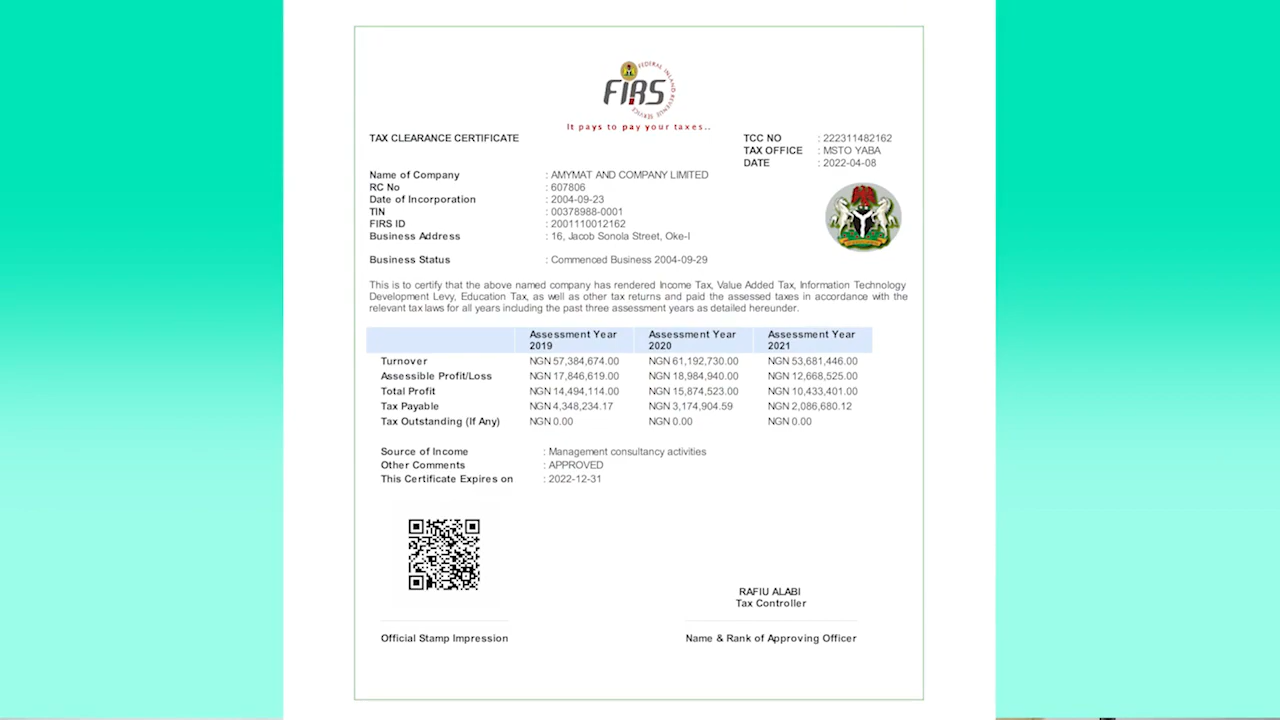 FIRS
FEDERAL INLAND REVENUE SERVICE
It pays to pay your taxes..
TAX CLEARANCE CERTIFICATE
TCC NO : 222311482162
TAX OFFICE : MSTO YABA
DATE : 2022-04-08
Name of Company : AMYMAT AND COMPANY LIMITED
RC No : 607806
Date of Incorporation : 2004-09-23
TIN : 00378988-0001
FIRS ID : 2001110012162
Business Address : 16, Jacob Sonola Street, Oke-I
Business Status : Commenced Business 2004-09-29
This is to certify that the above named company has rendered Income Tax, Value Added Tax, Information Technology
Development Levy, Education Tax, as well as other tax returns and paid the assessed taxes in accordance with the
relevant tax laws for all years including the past three assessment years as detailed hereunder.
Assessment Year 2019 Assessment Year 2020 Assessment Year 2021
Turnover NGN 57,384,674.00 NGN 61,192,730.00 NGN 53,681,446.00
Assessible Profit/Loss NGN 17,846,619.00 NGN 18,984,940.00 NGN 12,668,525.00
Total Profit NGN 14,494,114.00 NGN 15,874,523.00 NGN 10,433,401.00
Tax Payable NGN 4,348,234.17 NGN 3,174,904.59 NGN 2,086,680.12
Tax Outstanding (If Any) NGN 0.00 NGN 0.00 NGN 0.00
Source of Income : Management consultancy activities
Other Comments : APPROVED
This Certificate Expires on : 2022-12-31
RAFIU ALABI
Tax Controller
Official Stamp Impression
Name & Rank of Approving Officer